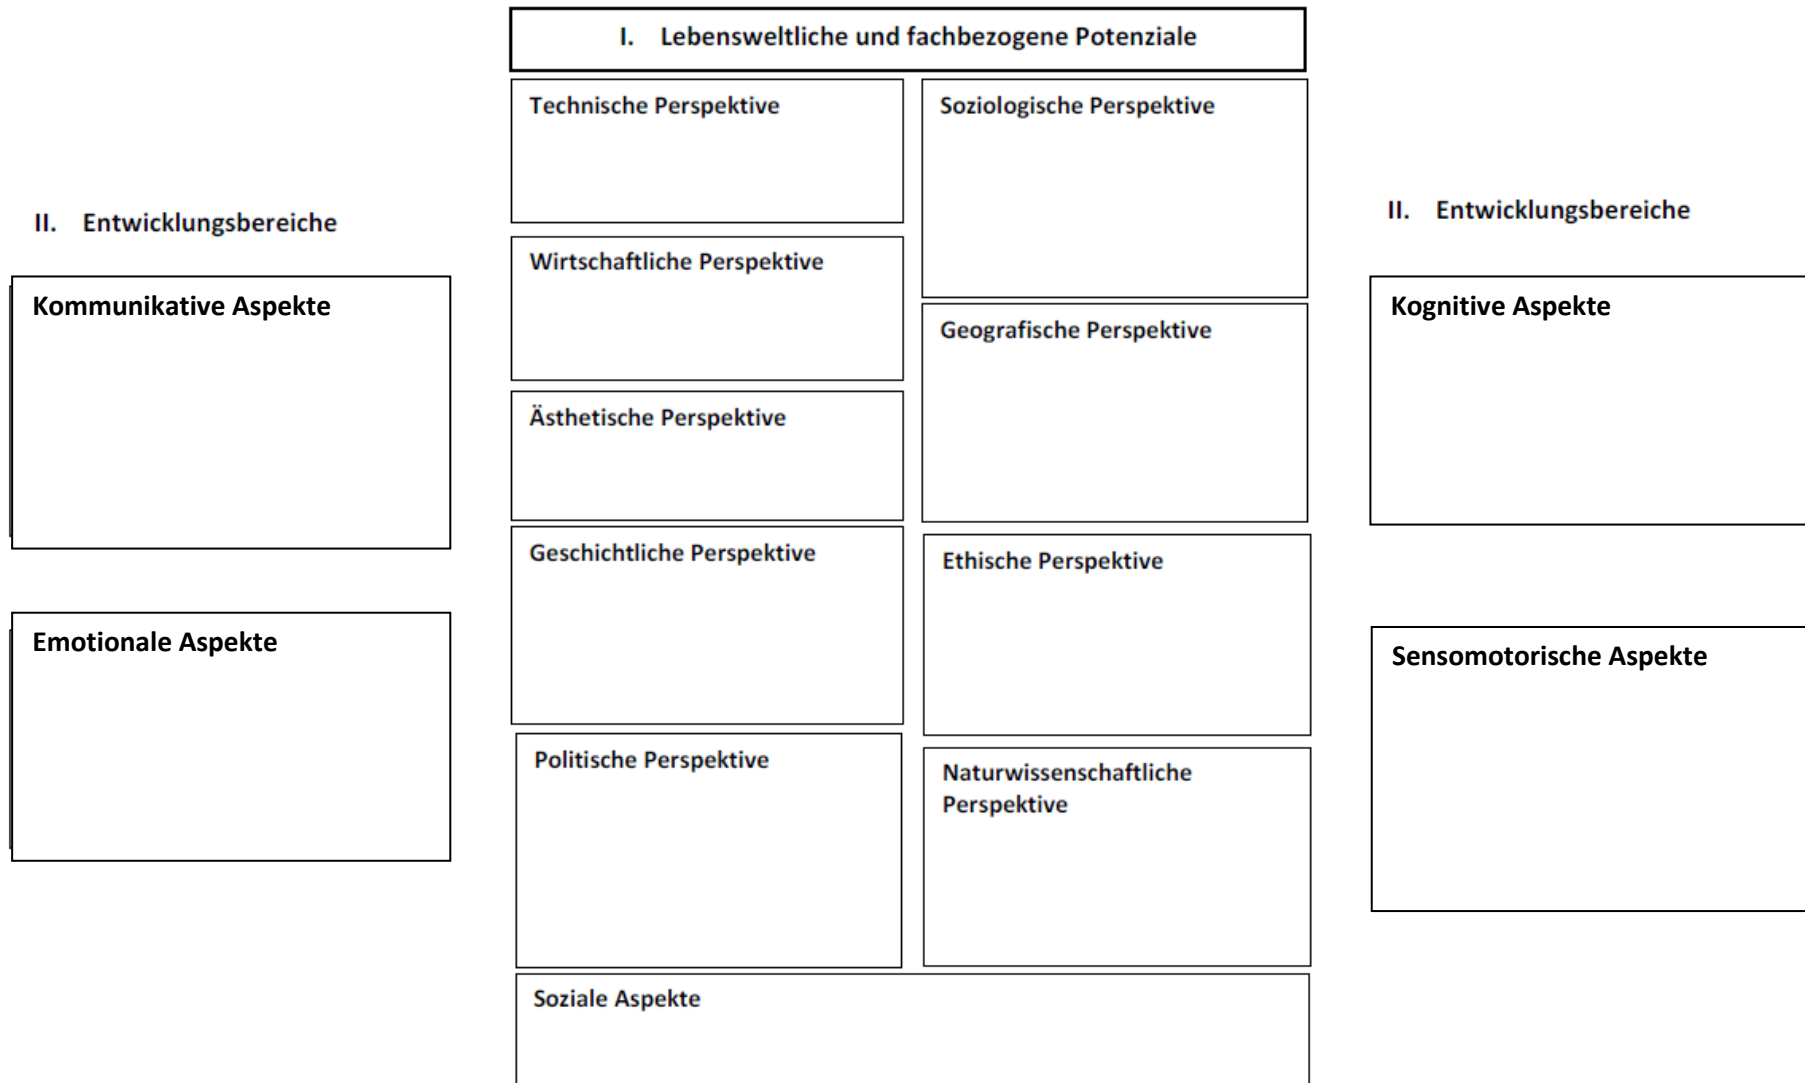 I. Lebensweltliche und fachbezogene Potenziale
Technische Perspektive
Soziologische Perspektive
II. Entwicklungsbereiche
II. Entwicklungsbereiche
Wirtschaftliche Perspektive
Kommunikative Aspekte
Kognitive Aspekte
Geografische Perspektive
Ästhetische Perspektive
Geschichtliche Perspektive
Ethische Perspektive
Emotionale Aspekte
Sensomotorische Aspekte
Politische Perspektive
Naturwissenschaftliche
Perspektive
Soziale Aspekte